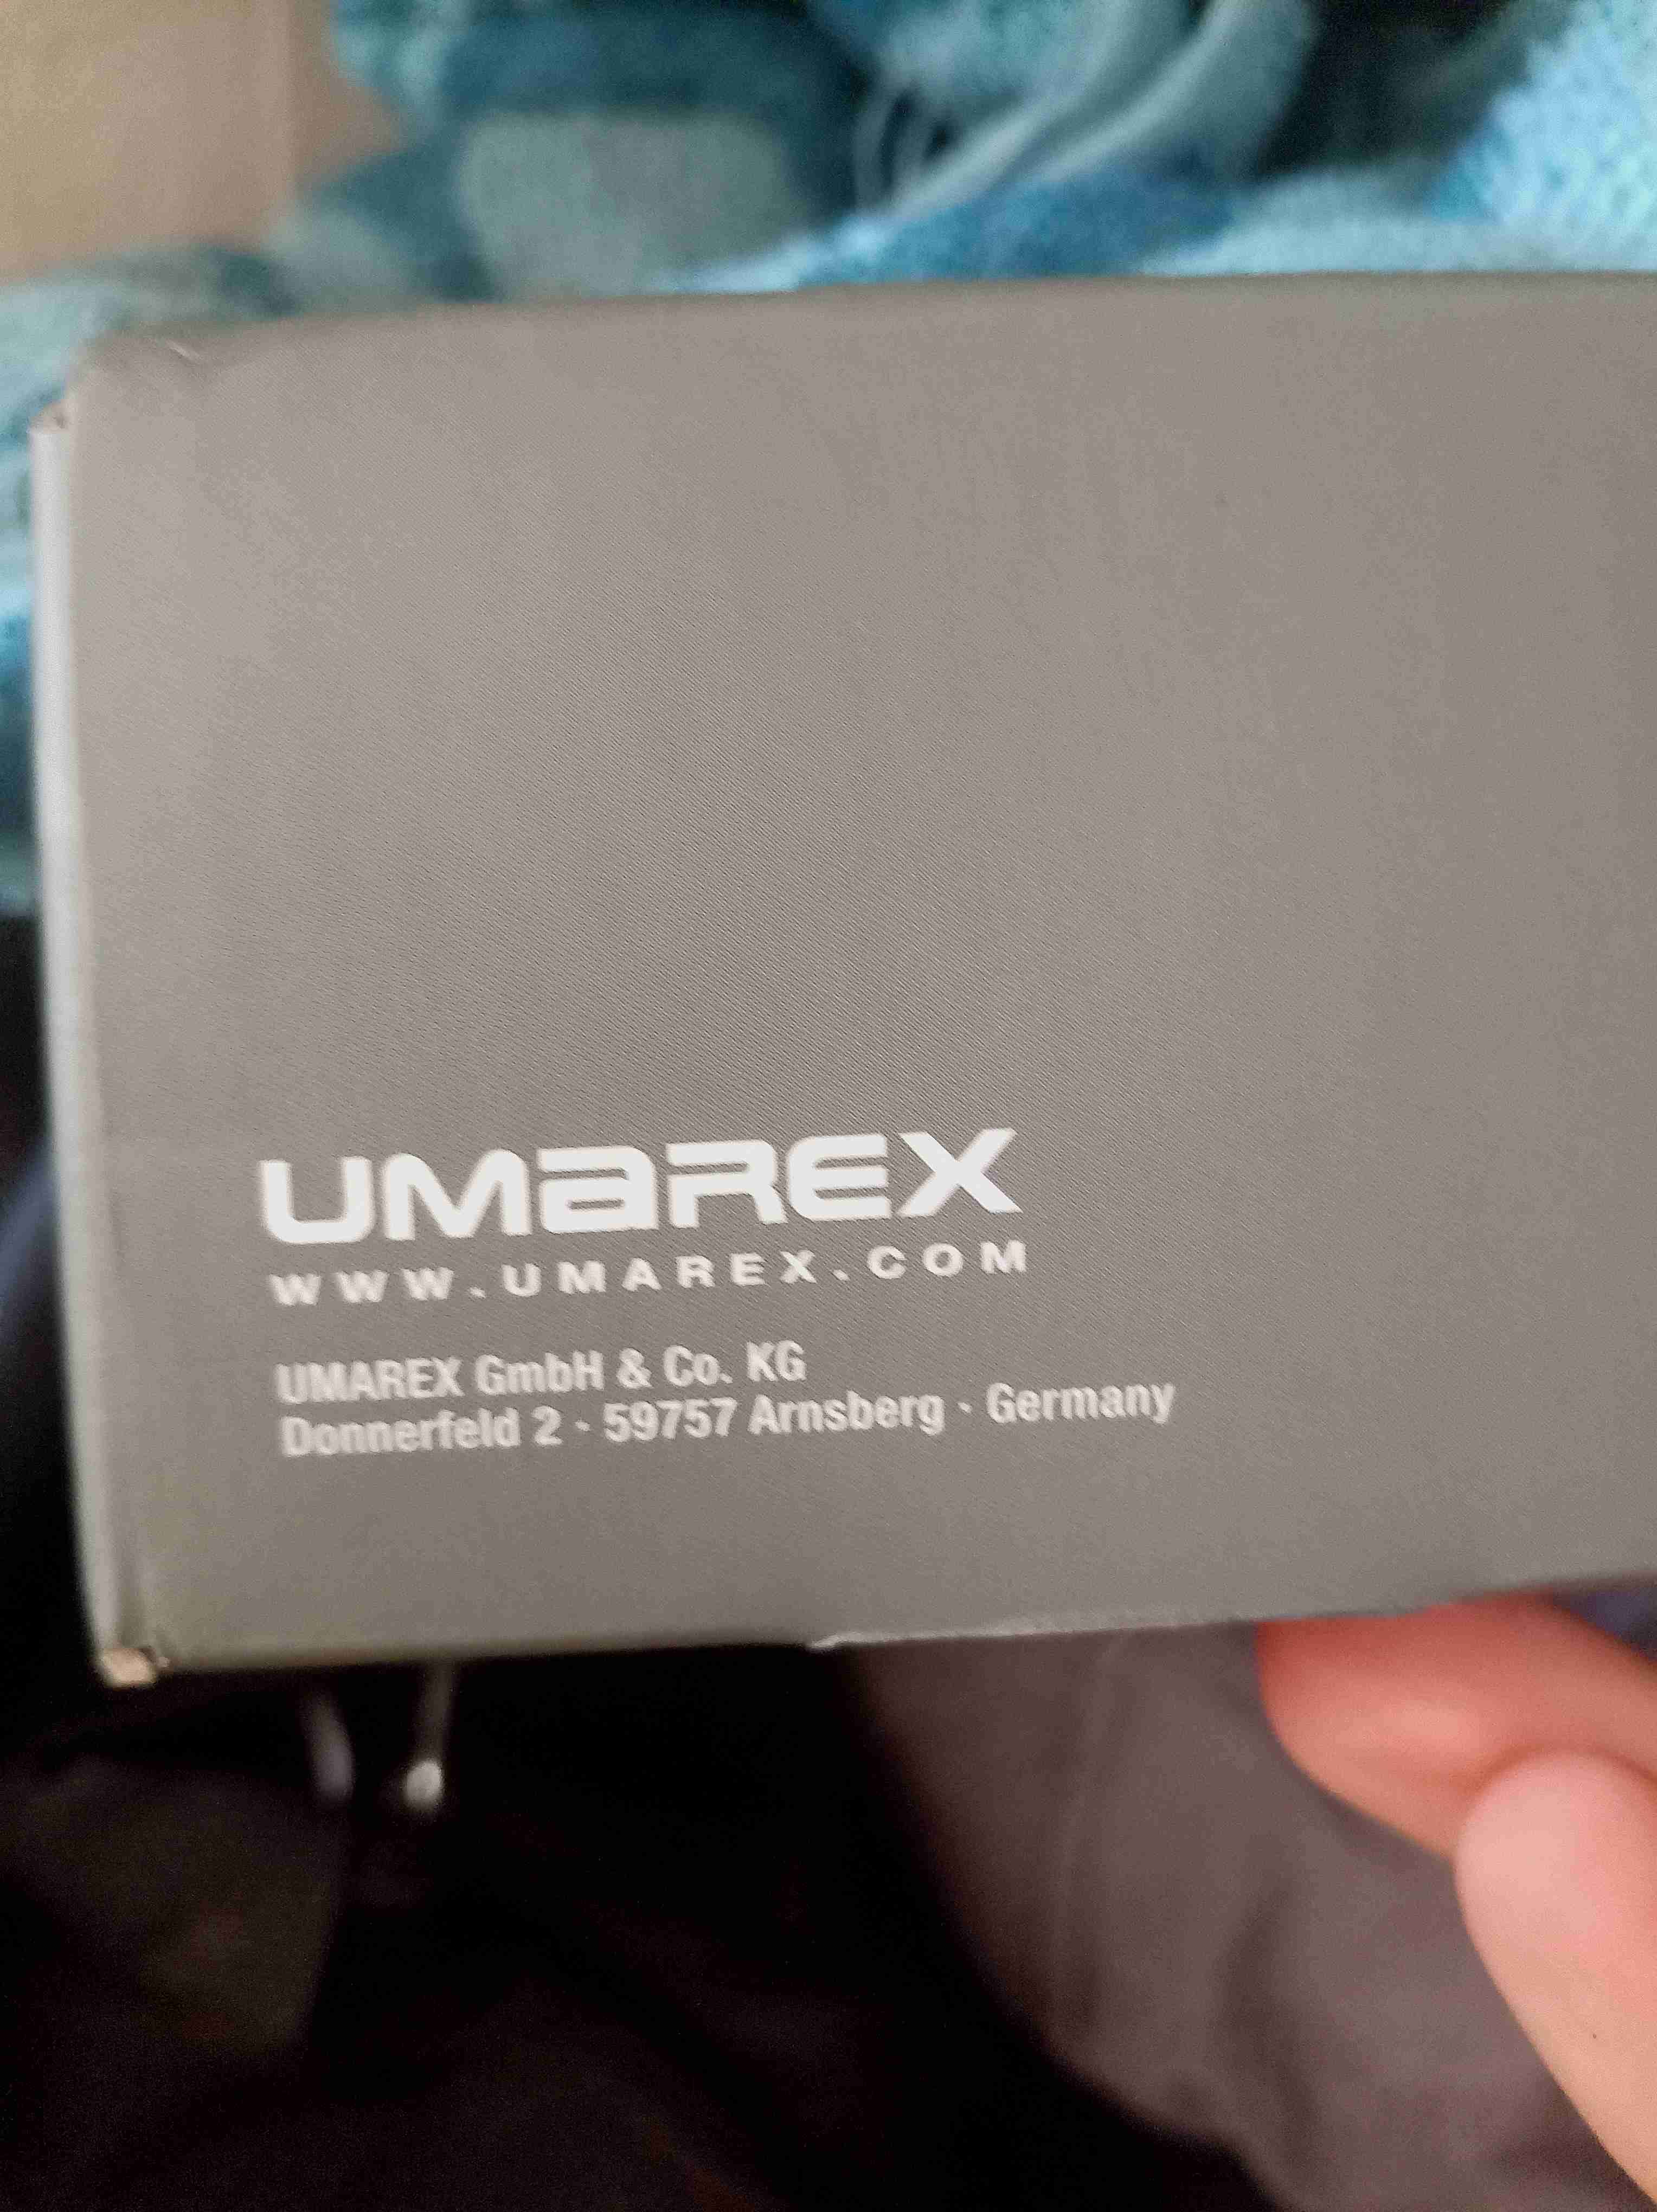 UMAREX
WWW.UMAREX.COM
UMAREX GmbH & Co. KG
Donnerfeld 2 · 59757 Arnsberg · Germany